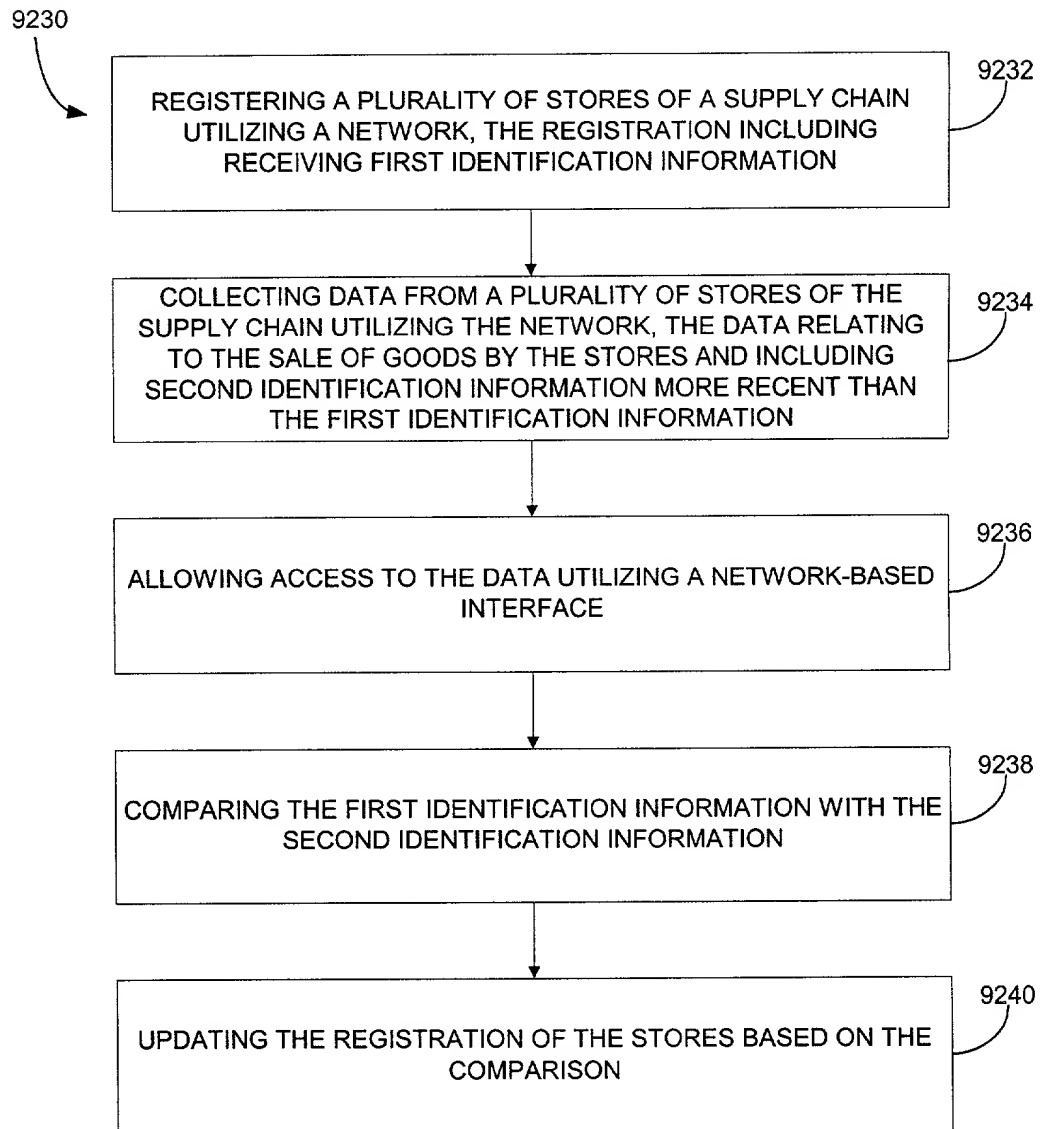 9230
9232
REGISTERING A PLURALITY OF STORES OF A SUPPLY CHAIN
UTILIZING A NETWORK, THE REGISTRATION INCLUDING
RECEIVING FIRST IDENTIFICATION INFORMATION
9234
COLLECTING DATA FROM A PLURALITY OF STORES OF THE
SUPPLY CHAIN UTILIZING THE NETWORK, THE DATA RELATING
TO THE SALE OF GOODS BY THE STORES AND INCLUDING
SECOND IDENTIFICATION INFORMATION MORE RECENT THAN
THE FIRST IDENTIFICATION INFORMATION
9236
ALLOWING ACCESS TO THE DATA UTILIZING A NETWORK-BASED
INTERFACE
9238
COMPARING THE FIRST IDENTIFICATION INFORMATION WITH THE
SECOND IDENTIFICATION INFORMATION
9240
UPDATING THE REGISTRATION OF THE STORES BASED ON THE
COMPARISON